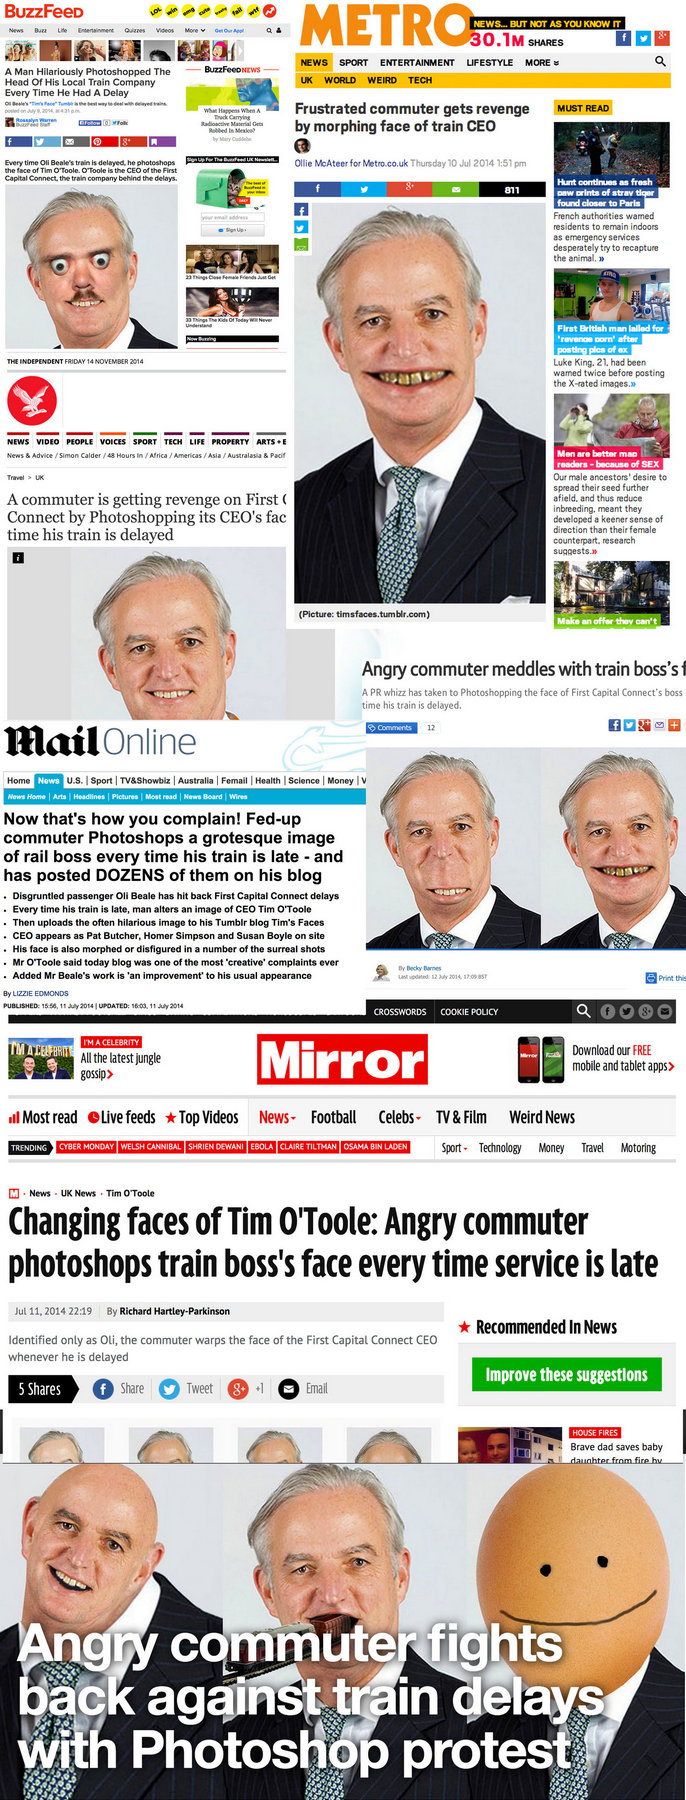 BuzzFeed
LOL win omg cute trashy fail wtf
News Buzz Life Entertainment Quizzes Videos More Get Our App!
A Man Hilariously Photoshopped The
Head Of His Local Train Company
Every Time He Had A Delay
Oli Beale's "Tim's Face" Tumblr is the best way to deal with delayed trains.
posted on July 9, 2014, at 4:31 p.m.
Rosalyn Warren
BuzzFeed Staff
Every time Oli Beale's train is delayed, he photoshops
the face of Tim O'Toole. O'Toole is the CEO of the First
Capital Connect, the train company behind the delays.
BuzzFeedNEWS
What Happens When A
Truck Carrying
Radioactive Material Gets
Robbed In Mexico?
by Mary Cuddehe
Sign Up For The BuzzFeed UK Newslett...
The best of
BuzzFeed in
your inbox
DAILY
your email address
Sign Up ›
23 Things Close Female Friends Just Get
33 Things The Kids Of Today Will Never
Understand
Now Buzzing
METRO
NEWS... BUT NOT AS YOU KNOW IT
30.1M SHARES
NEWS SPORT ENTERTAINMENT LIFESTYLE MORE
UK WORLD WEIRD TECH
Frustrated commuter gets revenge
by morphing face of train CEO
Ollie McAteer for Metro.co.uk Thursday 10 Jul 2014 1:51 pm
811
(Picture: timsfaces.tumblr.com)
MUST READ
Hunt continues as fresh
paw prints of stray tiger
found closer to Paris
French authorities warned
residents to remain indoors
as emergency services
desperately try to recapture
the animal. »
First British man jailed for
'revenge porn' after
posting pics of ex
Luke King, 21, had been
warned twice before posting
the X-rated images.»
Men are better map
readers - because of SEX
Our male ancestors' desire to
spread their seed further
afield, and thus reduce
inbreeding, meant they
developed a keener sense of
direction than their female
counterpart, research
suggests.»
Make an offer they can't
THE INDEPENDENT FRIDAY 14 NOVEMBER 2014
NEWS VIDEO PEOPLE VOICES SPORT TECH LIFE PROPERTY ARTS + E
News & Advice / Simon Calder / 48 Hours In / Africa / Americas / Asia / Australasia & Pacif
Travel > UK
A commuter is getting revenge on First C
Connect by Photoshopping its CEO's fac
time his train is delayed
i
Angry commuter meddles with train boss's f
A PR whizz has taken to Photoshopping the face of First Capital Connect's boss
time his train is delayed.
Comments 12
By Becky Barnes
Last updated: 12 July 2014, 17:09 BST
Print this
Mail Online
Home News U.S. Sport TV&Showbiz Australia Femail Health Science Money V
News Home Arts Headlines Pictures Most read News Board Wires
Now that's how you complain! Fed-up
commuter Photoshops a grotesque image
of rail boss every time his train is late - and
has posted DOZENS of them on his blog
• Disgruntled passenger Oli Beale has hit back First Capital Connect delays
• Every time his train is late, man alters an image of CEO Tim O'Toole
• Then uploads the often hilarious image to his Tumblr blog Tim's Faces
• CEO appears as Pat Butcher, Homer Simpson and Susan Boyle on site
• His face is also morphed or disfigured in a number of the surreal shots
• Mr O'Toole said today blog was one of the most 'creative' complaints ever
• Added Mr Beale's work is 'an improvement' to his usual appearance
By LIZZIE EDMONDS
PUBLISHED: 15:56, 11 July 2014 | UPDATED: 16:03, 11 July 2014
CROSSWORDS COOKIE POLICY
I'M A CELEBRITY
I'M A CELEBRITY
All the latest jungle
gossip>
Mirror
Download our FREE
mobile and tablet apps>
Most read Live feeds Top Videos News Football Celebs TV & Film Weird News
TRENDING CYBER MONDAY WELSH CANNIBAL SHRIEN DEWANI EBOLA CLAIRE TILTMAN OSAMA BIN LADEN Sport Technology Money Travel Motoring
M · News · UK News · Tim O'Toole
Changing faces of Tim O'Toole: Angry commuter
photoshops train boss's face every time service is late
Jul 11, 2014 22:19 By Richard Hartley-Parkinson
Identified only as Oli, the commuter warps the face of the First Capital Connect CEO
whenever he is delayed
5 Shares Share Tweet +1 Email
Recommended In News
Improve these suggestions
HOUSE FIRES
Brave dad saves baby
daughter from fire by
Angry commuter fights
back against train delays
with Photoshop protest